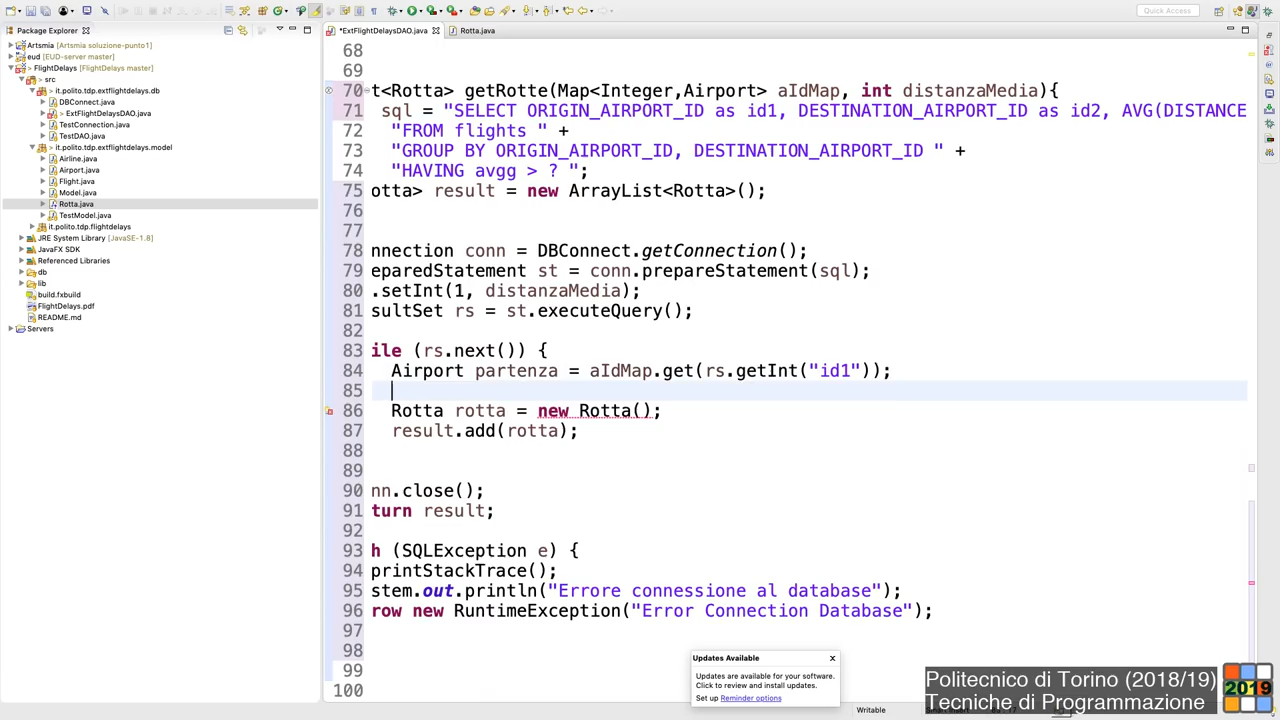 Quick Access
Package Explorer
*ExtFlightDelaysDAO.java
Rotta.java
Artsmia [Artsmia soluzione-punto1]
eud [EUD-server master]
FlightDelays [FlightDelays master]
src
it.polito.tdp.extflightdelays.db
DBConnect.java
ExtFlightDelaysDAO.java
TestConnection.java
TestDAO.java
it.polito.tdp.extflightdelays.model
Airline.java
Airport.java
Flight.java
Model.java
Rotta.java
TestModel.java
it.polito.tdp.flightdelays
JRE System Library [JavaSE-1.8]
JavaFX SDK
Referenced Libraries
db
lib
build.fxbuild
FlightDelays.pdf
README.md
Servers
68
69
70 t<Rotta> getRotte(Map<Integer,Airport> aIdMap, int distanzaMedia){
71 sql = "SELECT ORIGIN_AIRPORT_ID as id1, DESTINATION_AIRPORT_ID as id2, AVG(DISTANCE
72 "FROM flights " +
73 "GROUP BY ORIGIN_AIRPORT_ID, DESTINATION_AIRPORT_ID " +
74 "HAVING avgg > ? ";
75 otta> result = new ArrayList<Rotta>();
76
77
78 nnection conn = DBConnect.getConnection();
79 eparedStatement st = conn.prepareStatement(sql);
80 .setInt(1, distanzaMedia);
81 sultSet rs = st.executeQuery();
82
83 ile (rs.next()) {
84 Airport partenza = aIdMap.get(rs.getInt("id1"));
85
86 Rotta rotta = new Rotta();
87 result.add(rotta);
88
89
90 nn.close();
91 turn result;
92
93 h (SQLException e) {
94 printStackTrace();
95 stem.out.println("Errore connessione al database");
96 row new RuntimeException("Error Connection Database");
97
98
99
100
Updates Available
Updates are available for your software.
Click to review and install updates.
Set up Reminder options
Politecnico di Torino (2018/19)
Tecniche di Programmazione
2019
Writable